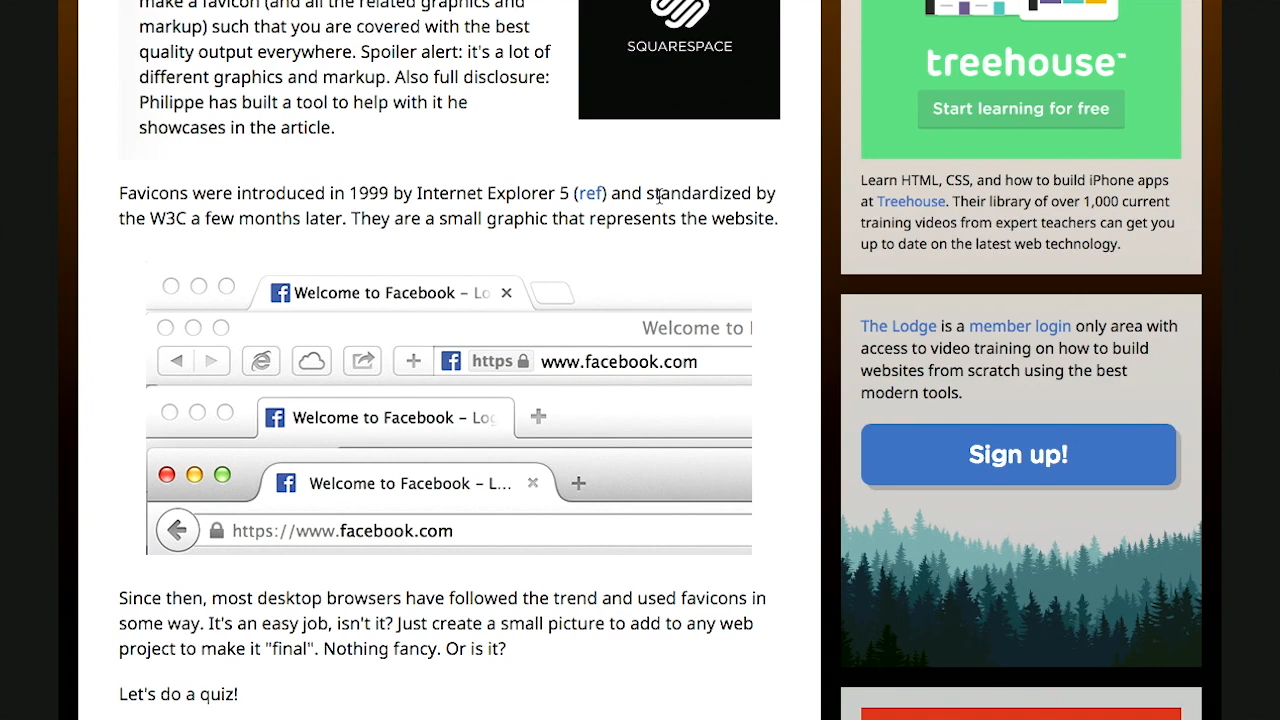 make a favicon (and all the related graphics and
markup) such that you are covered with the best
quality output everywhere. Spoiler alert: it's a lot of
different graphics and markup. Also full disclosure:
Philippe has built a tool to help with it he
showcases in the article.
SQUARESPACE
Favicons were introduced in 1999 by Internet Explorer 5 (ref) and standardized by
the W3C a few months later. They are a small graphic that represents the website.
Welcome to Facebook – Lo
Welcome to
https www.facebook.com
Welcome to Facebook – Log
Welcome to Facebook – L...
https://www.facebook.com
Since then, most desktop browsers have followed the trend and used favicons in
some way. It's an easy job, isn't it? Just create a small picture to add to any web
project to make it "final". Nothing fancy. Or is it?
Let's do a quiz!
treehouse™
Start learning for free
Learn HTML, CSS, and how to build iPhone apps
at Treehouse. Their library of over 1,000 current
training videos from expert teachers can get you
up to date on the latest web technology.
The Lodge is a member login only area with
access to video training on how to build
websites from scratch using the best
modern tools.
Sign up!